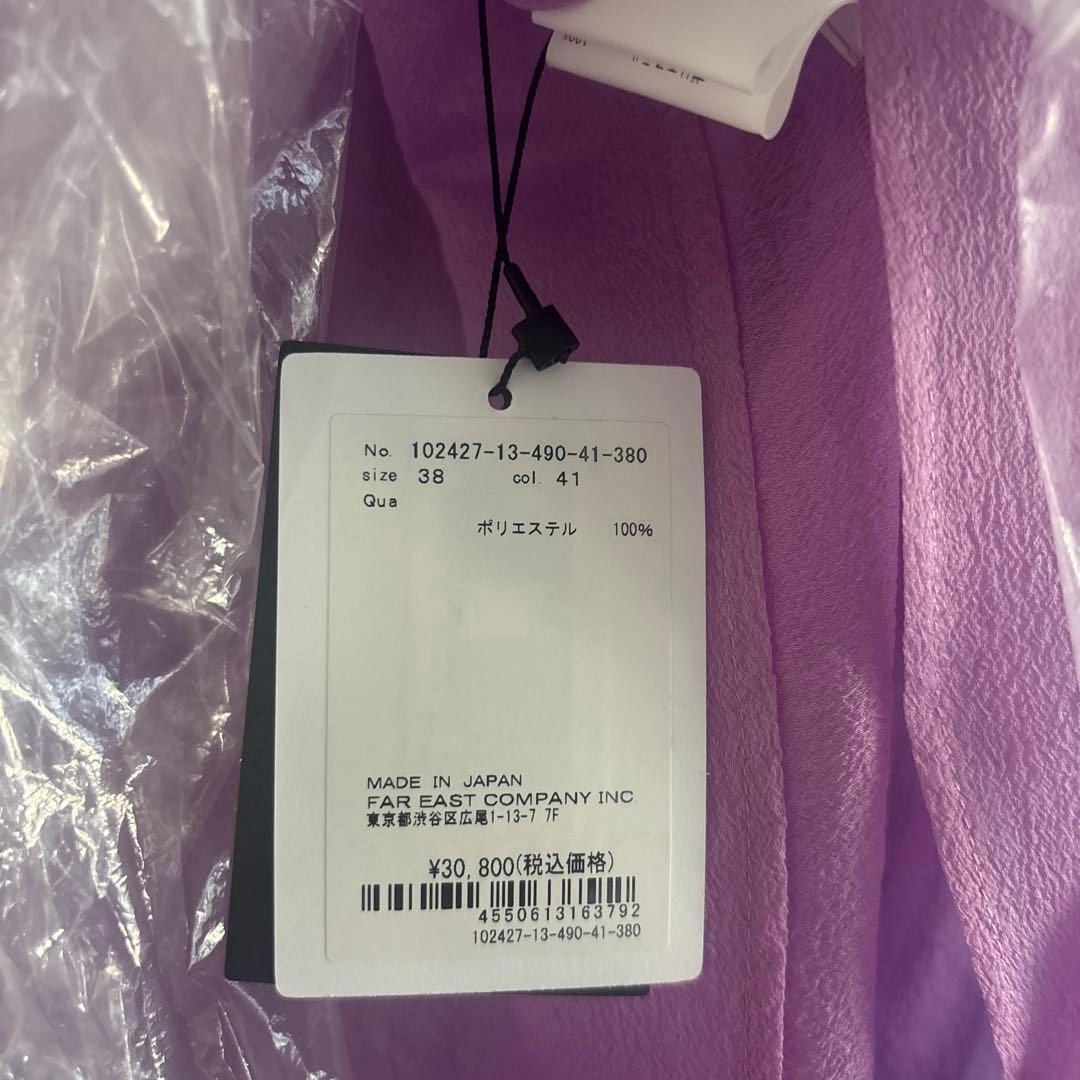 No. 102427-13-490-41-380
size 38 col. 41
Qua
ポリエステル 100%
MADE IN JAPAN
FAR EAST COMPANY INC.
東京都渋谷区広尾1-13-7 7F
¥30,800(税込価格)
4550613163792
102427-13-490-41-380